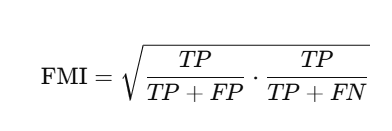 FMI = √(TP / (TP + FP) · TP / (TP + FN))